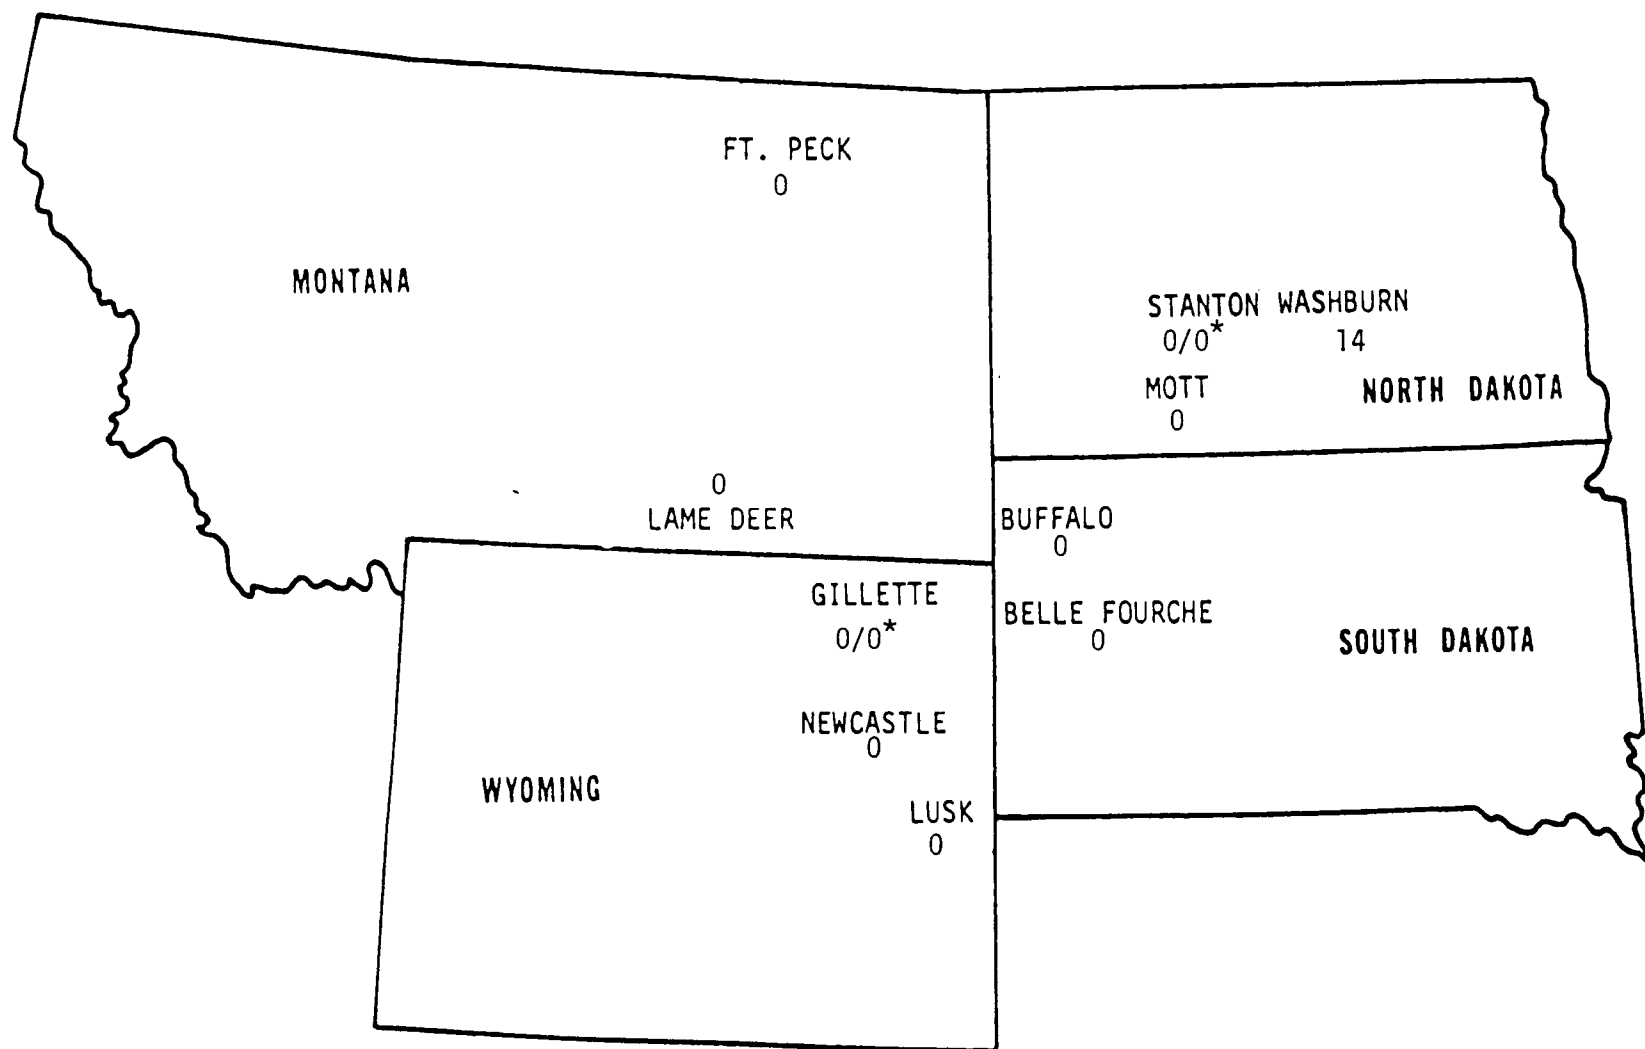 FT. PECK
0
MONTANA
STANTON WASHBURN
0/0* 14
MOTT
0
NORTH DAKOTA
0
LAME DEER
BUFFALO
0
GILLETTE
0/0*
BELLE FOURCHE
0
SOUTH DAKOTA
NEWCASTLE
0
WYOMING
LUSK
0